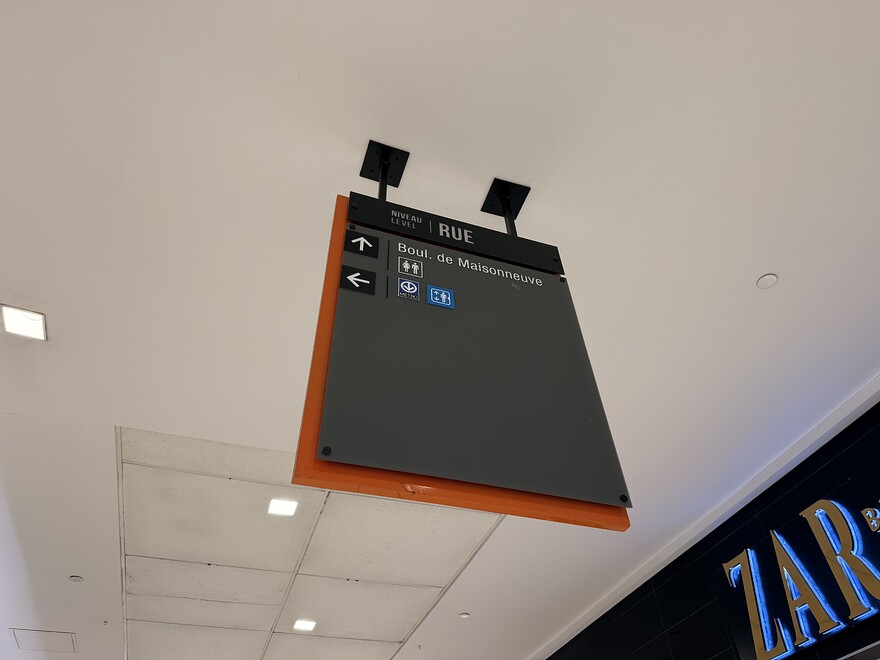 NIVEAU
LEVEL
RUE
Boul. de Maisonneuve
MÉTRO
ZAR